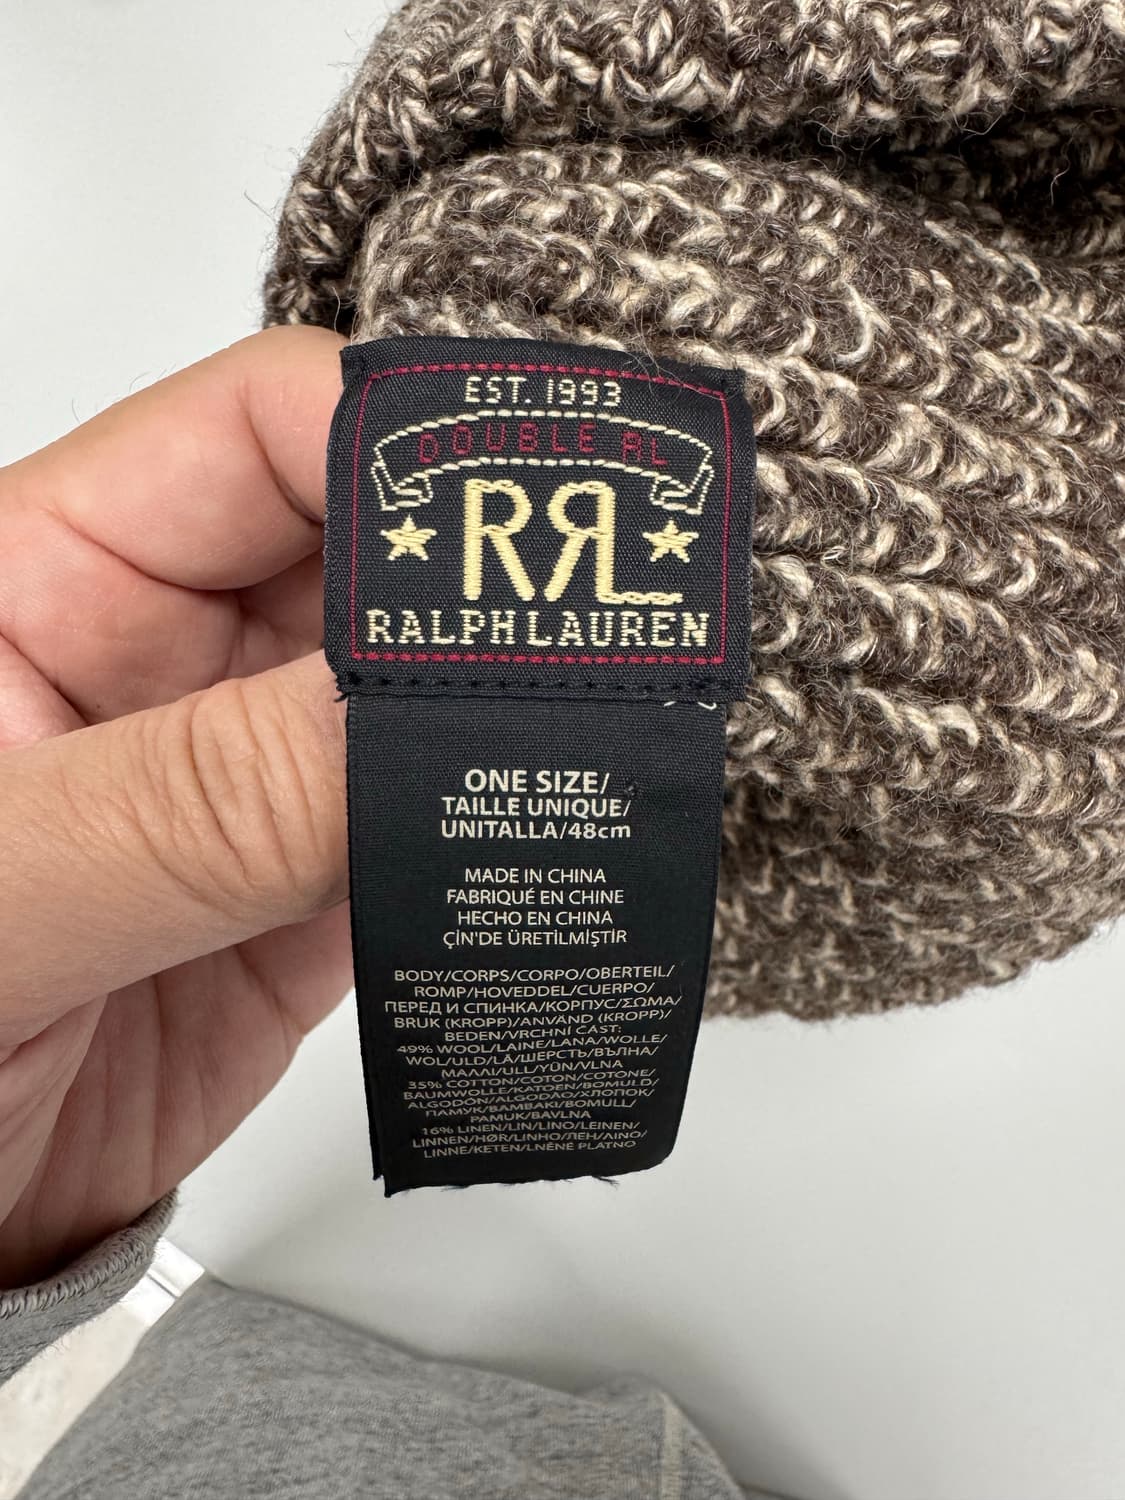 EST. 1993
DOUBLE RL
RRL
RALPH LAUREN
ONE SIZE/
TAILLE UNIQUE/
UNITALLA/48cm
MADE IN CHINA
FABRIQUÉ EN CHINE
HECHO EN CHINA
ÇİN'DE ÜRETİLMİŞTİR
BODY/CORPS/CORPO/OBERTEIL/
ROMP/HOVEDDEL/CUERPO/
ПЕРЕД И СПИНКА/КОРПУС/ΣΩΜΑ/
BRUK (KROPP)/ANVÄND (KROPP)/
BEDEN/VRCHNÍ CÁST:
49% WOOL/LAINE/LANA/WOLLE/
WOL/ULD/LÃ/ШЕРСТЬ/ВЪЛНА/
ΜΑΛΛΙ/ULL/YÜN/VLNA
35% COTTON/COTON/COTONE/
BAUMWOLLE/KATOEN/BOMULD/
ALGODÓN/ALGODÃO/ХЛОПОК/
ПАМУК/ΒΑΜΒΑΚΙ/BOMULL/
PAMUK/BAVLNA
16% LINEN/LIN/LINO/LEINEN/
LINNEN/HØR/LINHO/ЛЕН/ΛΙΝΟ/
LINNE/KETEN/LNĚNÉ PLATNO